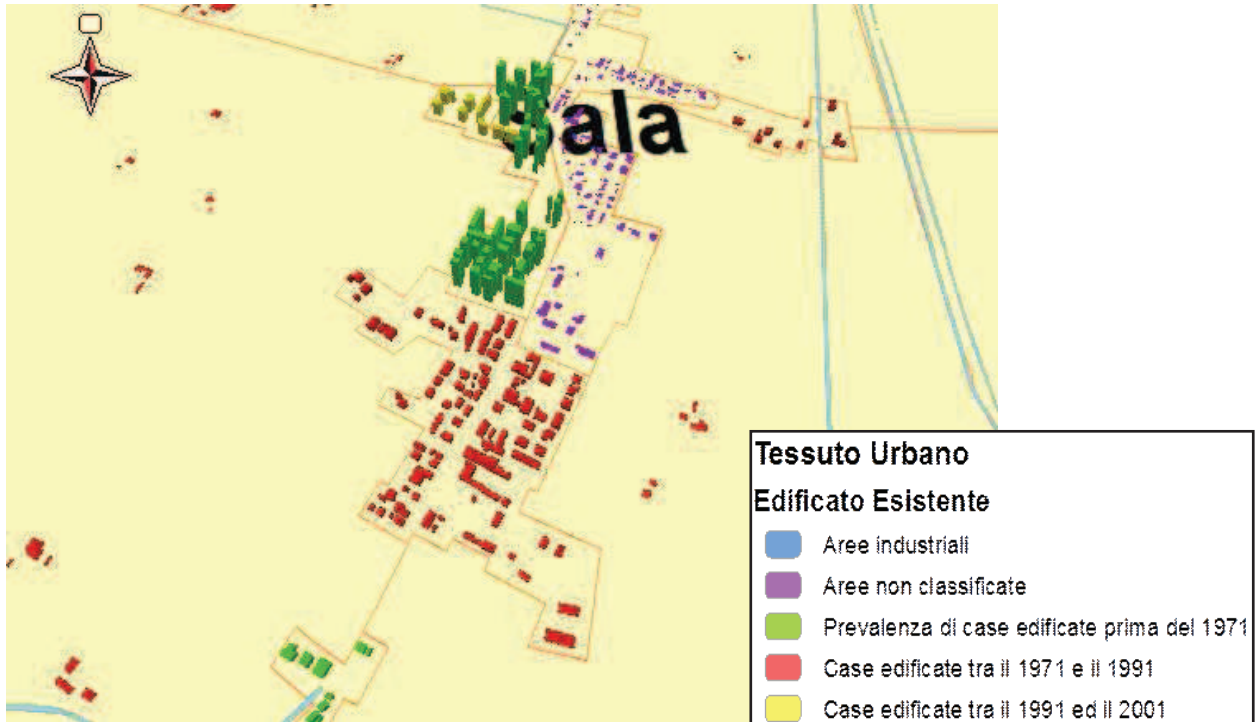 Sala
Tessuto Urbano
Edificato Esistente
Aree industriali
Aree non classificate
Prevalenza di case edificate prima del 1971
Case edificate tra il 1971 e il 1991
Case edificate tra il 1991 ed il 2001